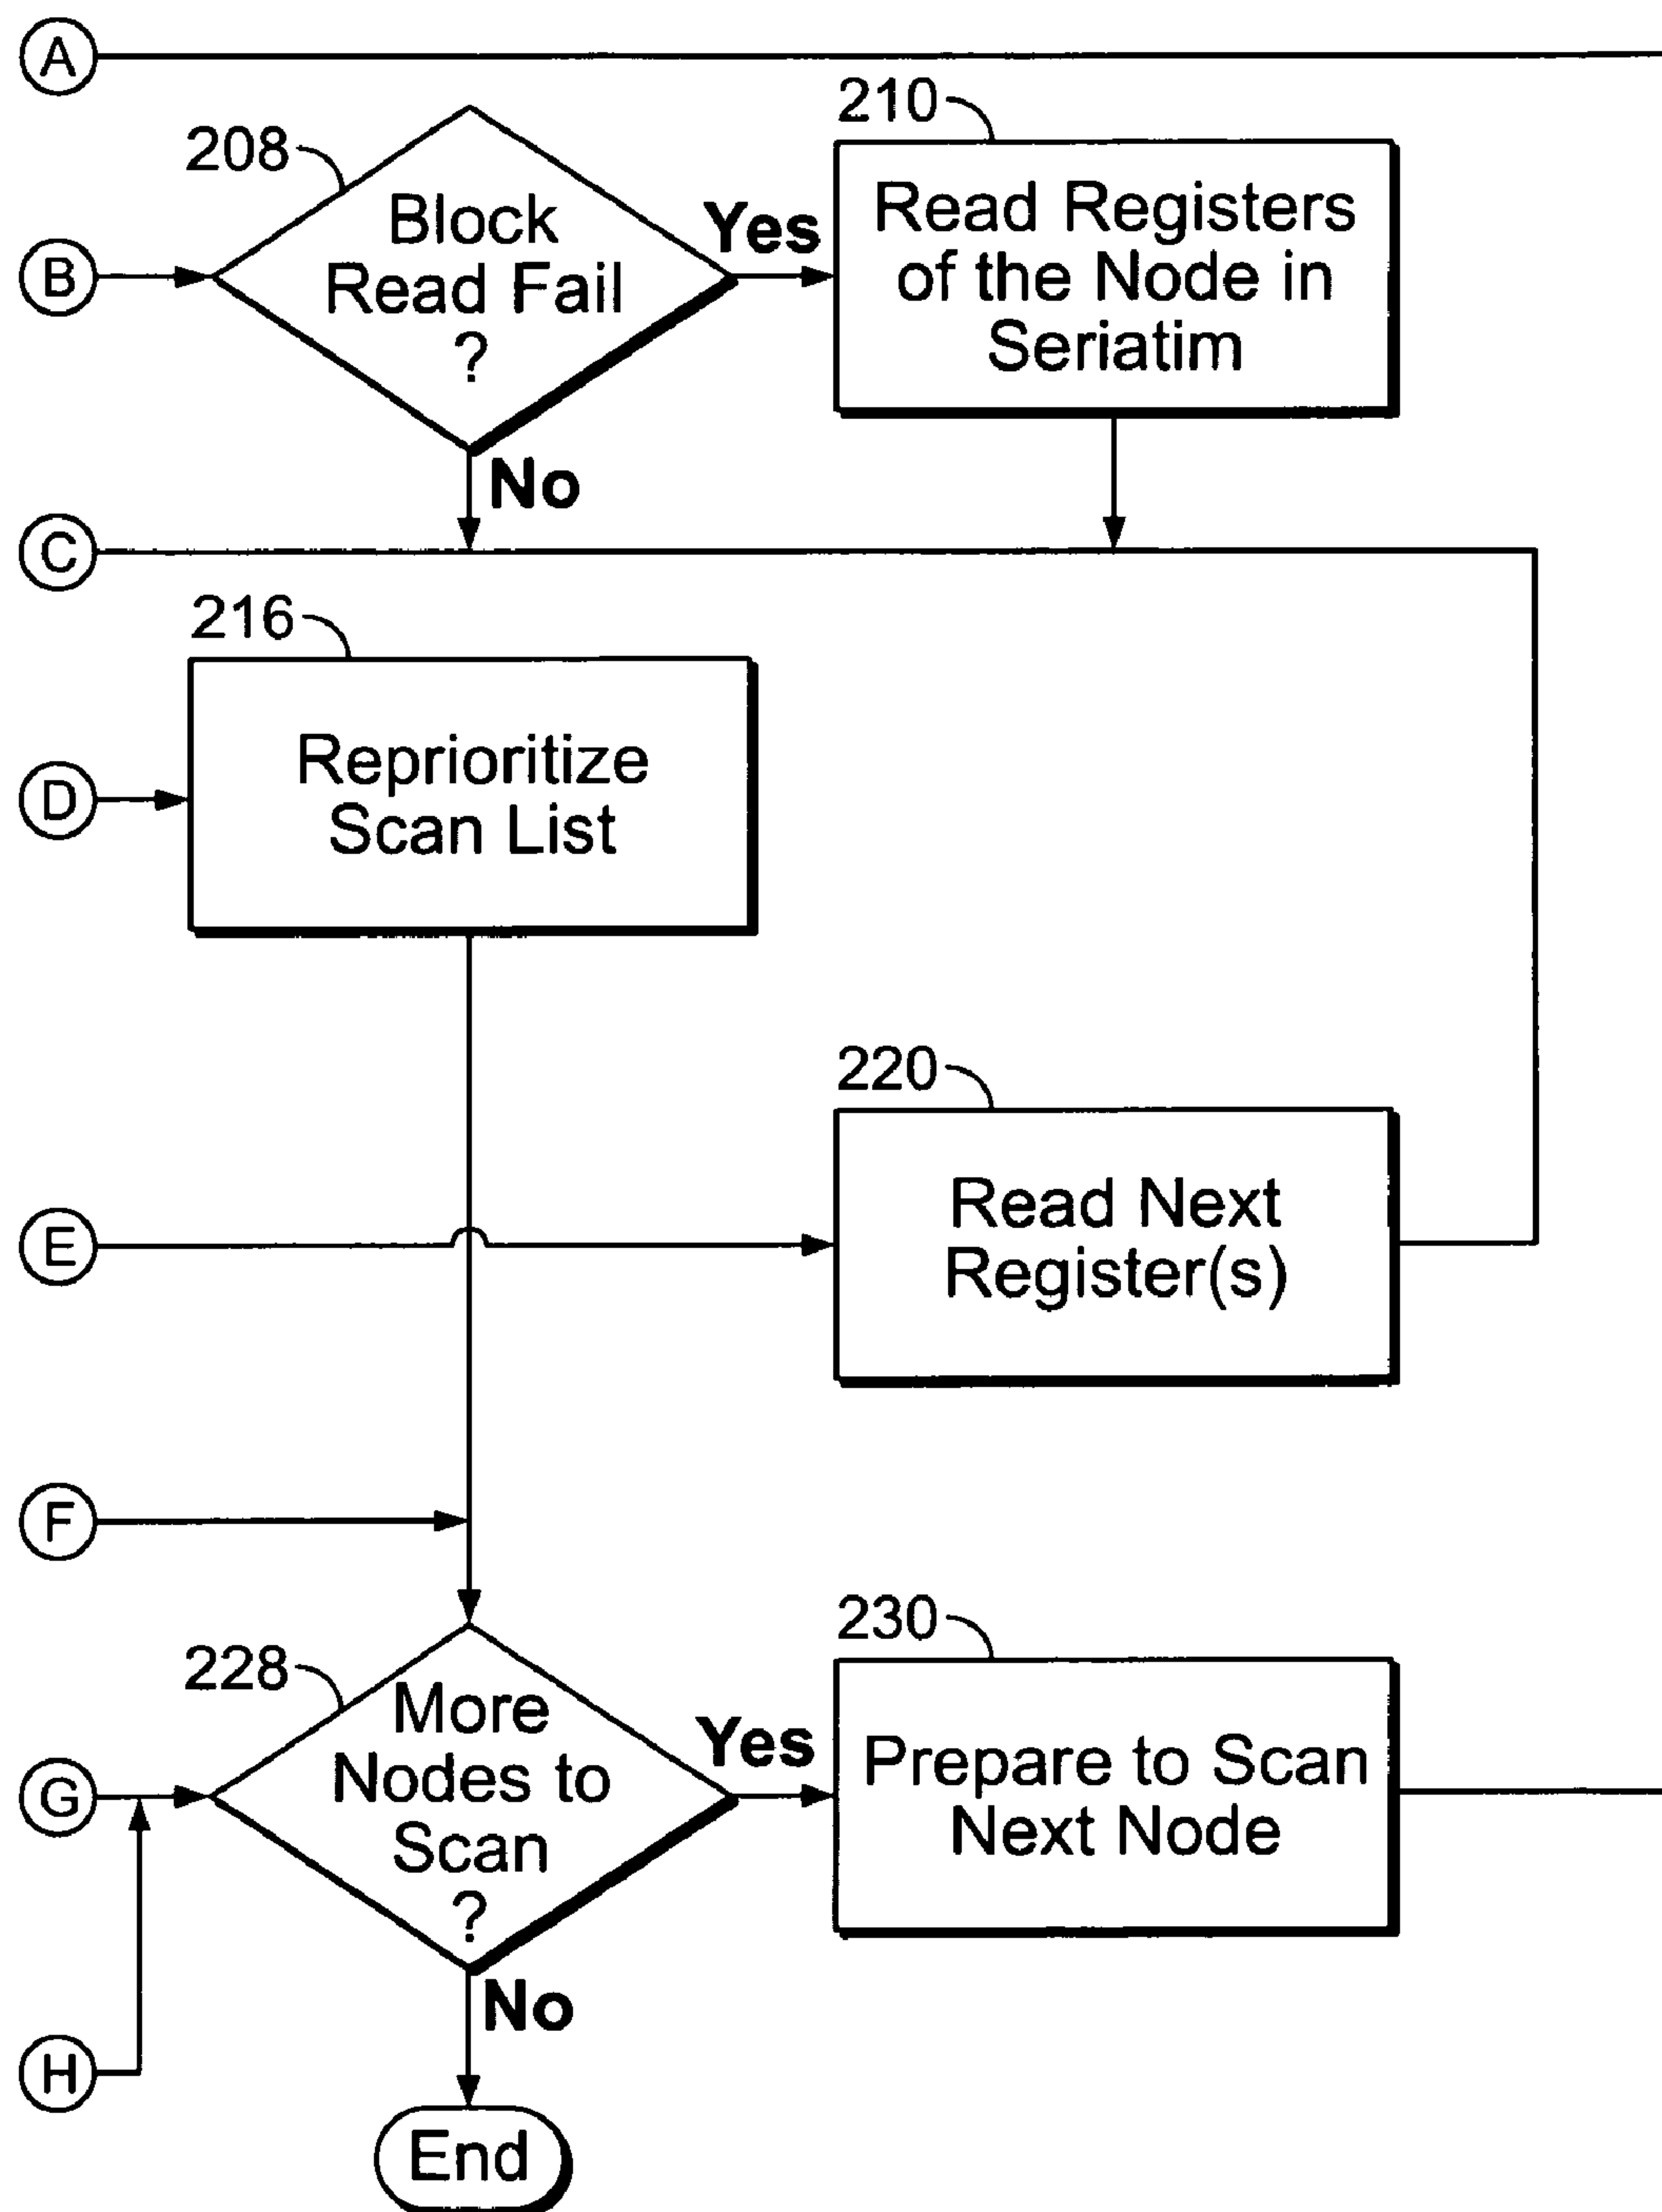 A
210
208
Block
Read Fail
?
Yes
Read Registers
of the Node in
Seriatim
B
No
C
216
Reprioritize
Scan List
D
220
Read Next
Register(s)
E
F
230
228
More
Nodes to
Scan
?
Yes
Prepare to Scan
Next Node
G
No
H
End